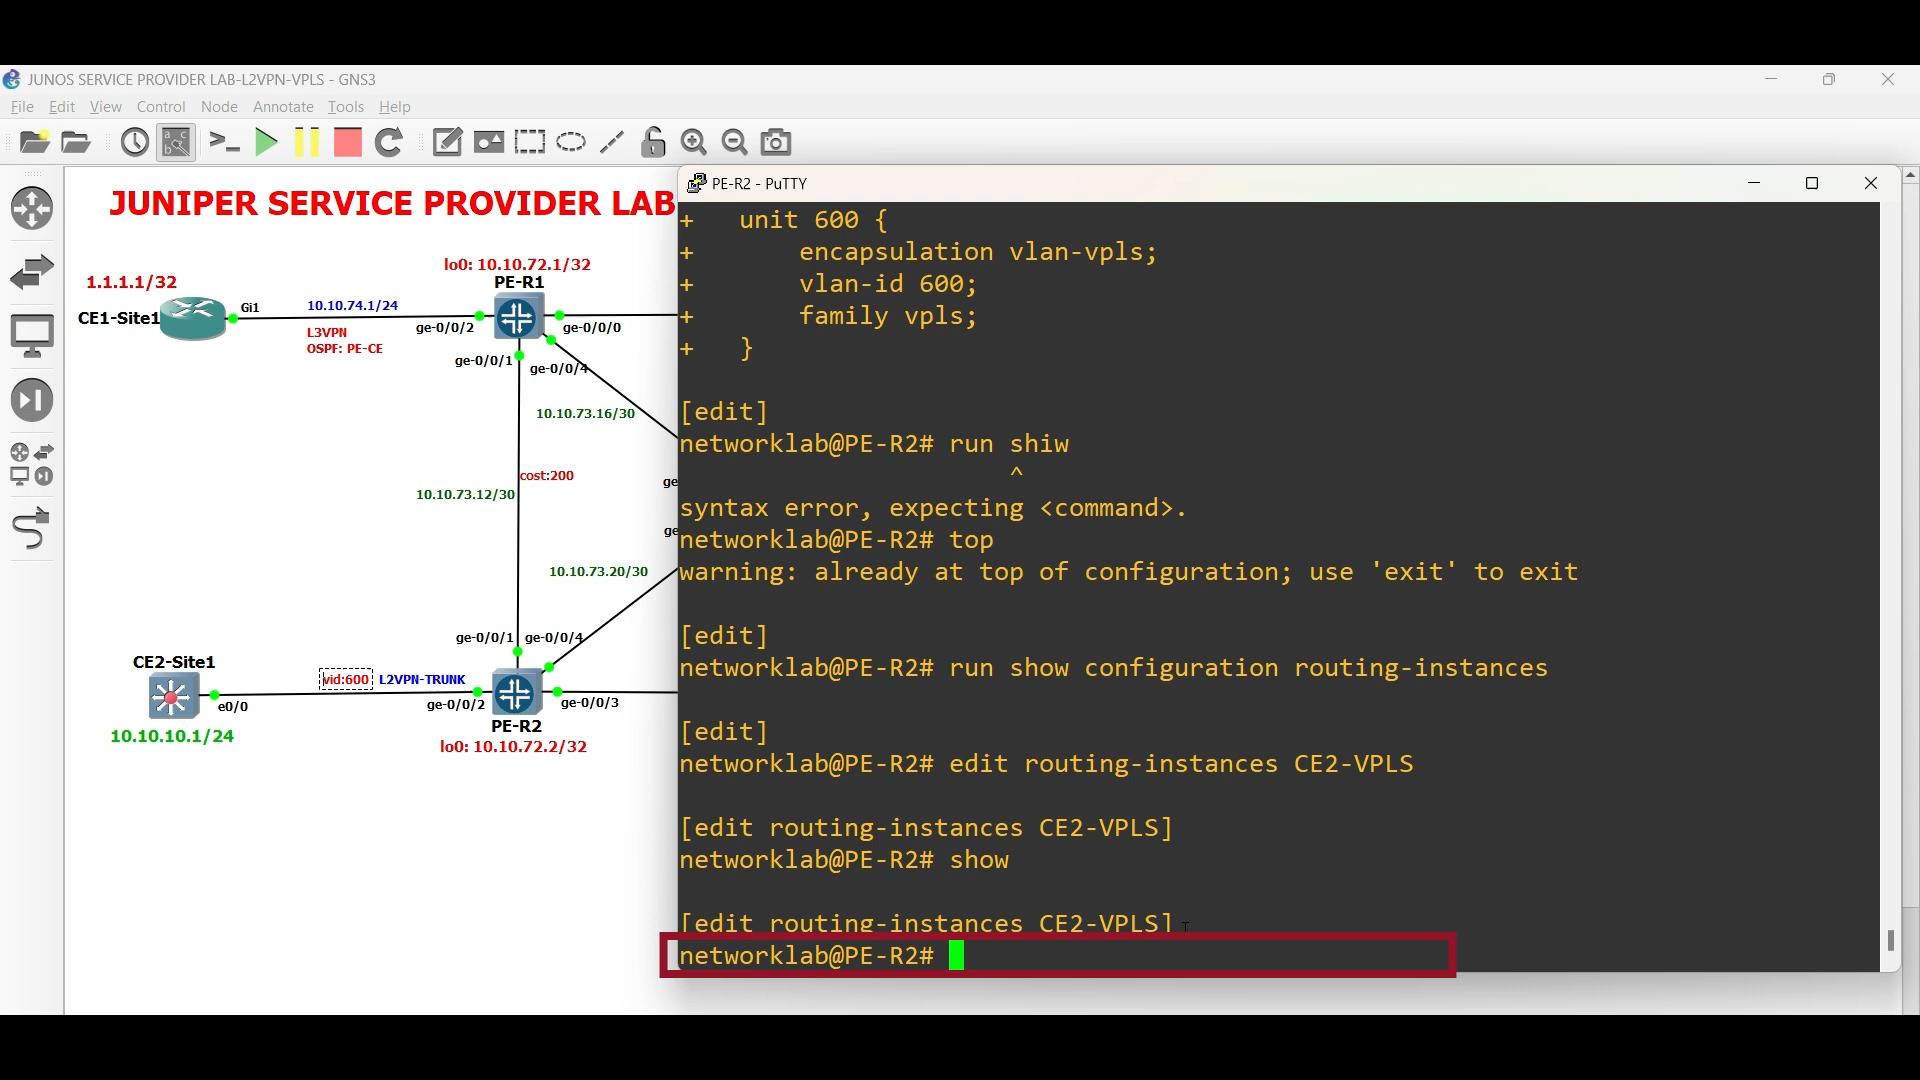 JUNOS SERVICE PROVIDER LAB-L2VPN-VPLS - GNS3
File Edit View Control Node Annotate Tools Help
JUNIPER SERVICE PROVIDER LAB
lo0: 10.10.72.1/32
PE-R1
1.1.1.1/32
CE1-Site1
Gi1
10.10.74.1/24
L3VPN
OSPF: PE-CE
ge-0/0/2
ge-0/0/0
ge-0/0/1
ge-0/0/4
10.10.73.16/30
cost:200
10.10.73.12/30
ge
ge
10.10.73.20/30
ge-0/0/1
ge-0/0/4
CE2-Site1
vid:600
L2VPN-TRUNK
e0/0
ge-0/0/2
ge-0/0/3
10.10.10.1/24
PE-R2
lo0: 10.10.72.2/32
PE-R2 - PuTTY
+   unit 600 {
+       encapsulation vlan-vpls;
+       vlan-id 600;
+       family vpls;
+   }
[edit]
networklab@PE-R2# run shiw
^
syntax error, expecting <command>.
networklab@PE-R2# top
warning: already at top of configuration; use 'exit' to exit
[edit]
networklab@PE-R2# run show configuration routing-instances
[edit]
networklab@PE-R2# edit routing-instances CE2-VPLS
[edit routing-instances CE2-VPLS]
networklab@PE-R2# show
[edit routing-instances CE2-VPLS]
networklab@PE-R2#